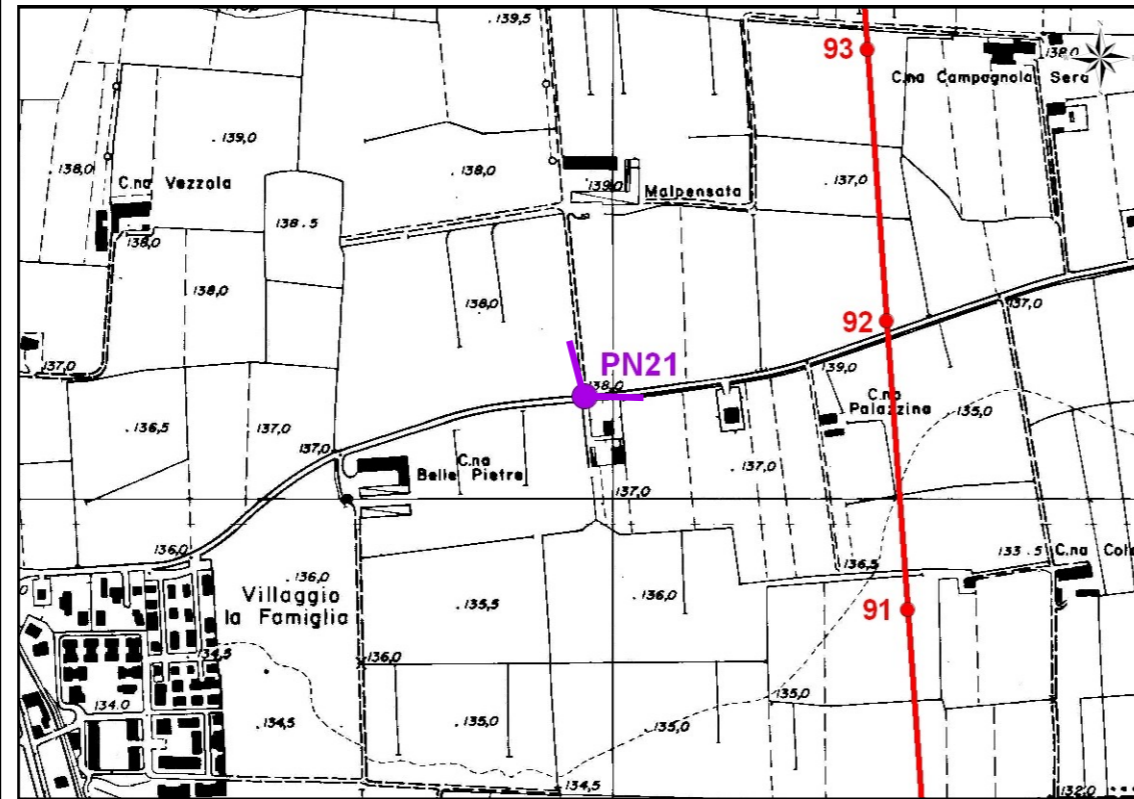 139,5
93
138,0
C.na Campagnola Sera
. 139,0
. 138,0
C.na Vezzola
. 138,0
139,0
Malpensata
. 137,0
138 . 5
138,0
. 138,0
. 138,0
137,0
92
137,0
PN21
138,0
139,0
C.na
Palazzina
. 135,0
. 136,5
. 137,0
137,0
C.na
Belle Pietre
. 137,0
. 137,0
136,0
133 . 5
C.na
136,5
. 136,0
Villaggio
la Famiglia
. 135,5
. 136,0
91
134,5
136,0
134.0
. 134,5
. 135,0
. 135,0
135,0
134,5
132.0